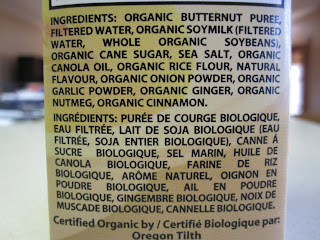 INGREDIENTS: ORGANIC BUTTERNUT PUREE,
FILTERED WATER, ORGANIC SOYMILK (FILTERED
WATER, WHOLE ORGANIC SOYBEANS),
ORGANIC CANE SUGAR, SEA SALT, ORGANIC
CANOLA OIL, ORGANIC RICE FLOUR, NATURAL
FLAVOUR, ORGANIC ONION POWDER, ORGANIC
GARLIC POWDER, ORGANIC GINGER, ORGANIC
NUTMEG, ORGANIC CINNAMON.
INGRÉDIENTS: PURÉE DE COURGE BIOLOGIQUE,
EAU FILTRÉE, LAIT DE SOJA BIOLOGIQUE (EAU
FILTRÉE, SOJA ENTIER BIOLOGIQUE), CANNE Á
SUCRE BIOLOGIQUE, SEL MARIN, HUILE DE
CANOLA BIOLOGIQUE, FARINE DE RIZ
BIOLOGIQUE, ARÔME NATUREL, OIGNON EN
POUDRE BIOLOGIQUE, AIL EN POUDRE
BIOLOGIQUE, GINGEMBRE BIOLOGIQUE, NOIX DE
MUSCADE BIOLOGIQUE, CANNELLE BIOLOGIQUE.
Certified Organic by / Certifié Biologique par:
Oregon Tilth